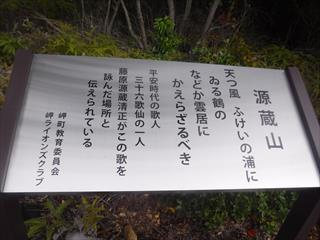 源蔵山
天つ風 ふけいの浦に
ゐる鶴の
などか雲居に
かえらざるべき
平安時代の歌人
三十六歌仙の一人
藤原源蔵清正がこの歌を
詠んだ場所と
伝えられている
岬町教育委員会
岬ライオンズクラブ